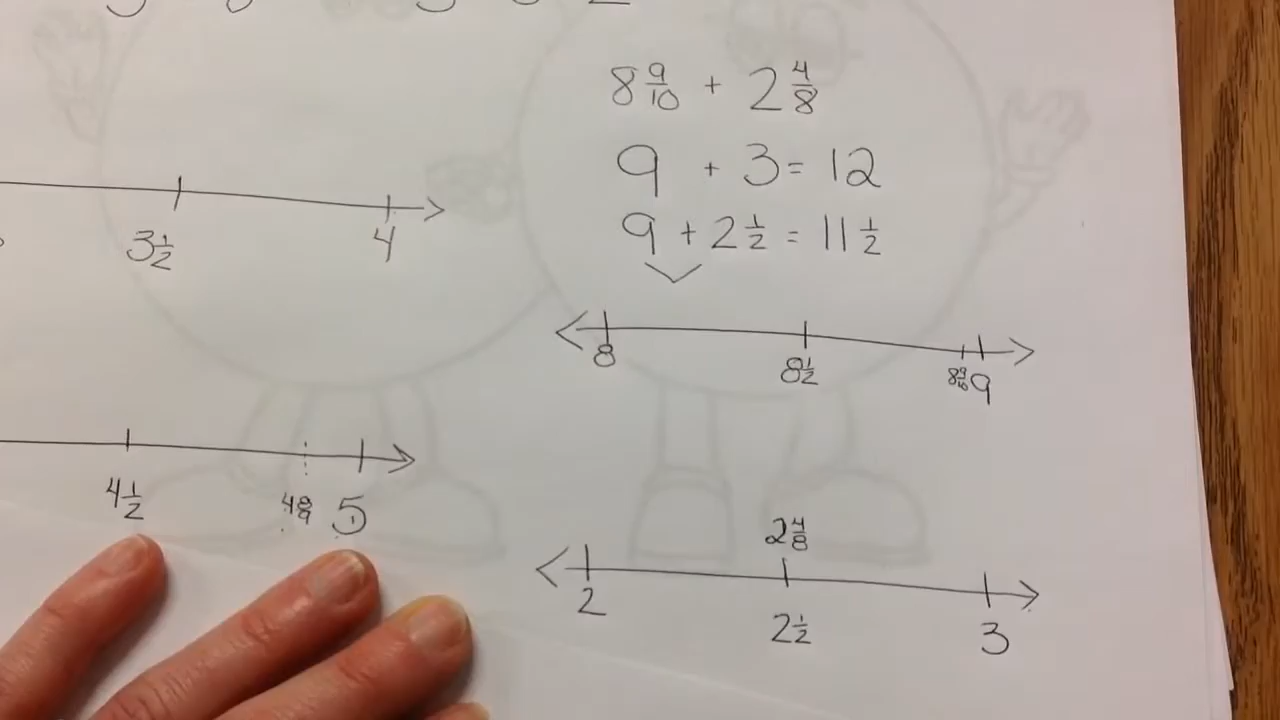 3 1/2 4
4 1/2 4 8/9 5
8 9/10 + 2 4/8
9 + 3 = 12
9 + 2 1/2 = 11 1/2
8 8 1/2 8 9/10 9
2 4/8
2 2 1/2 3